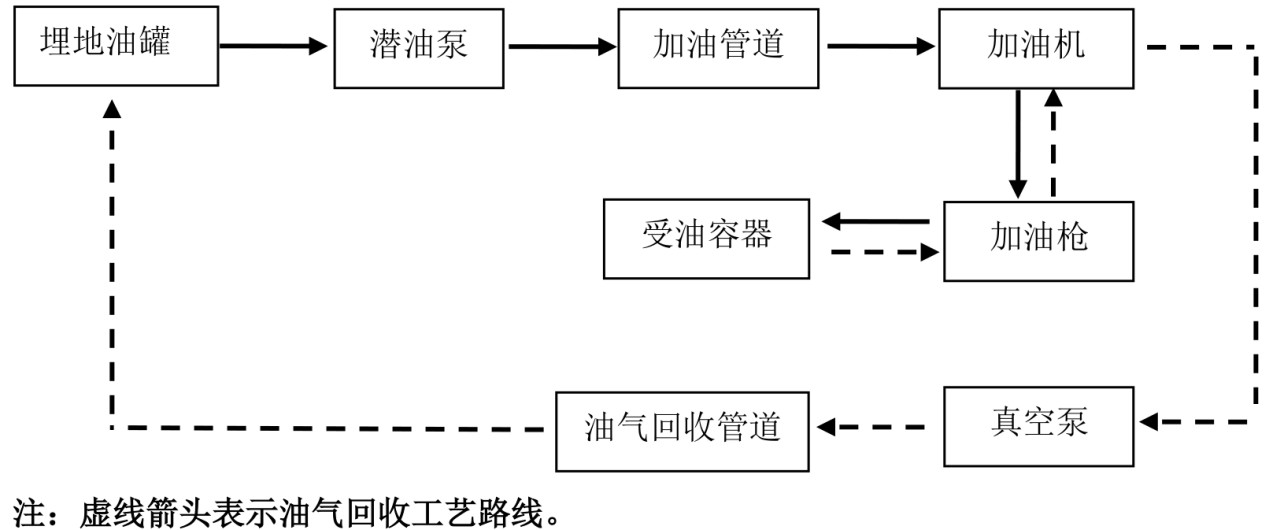 埋地油罐
潜油泵
加油管道
加油机
受油容器
加油枪
油气回收管道
真空泵
注：虚线箭头表示油气回收工艺路线。